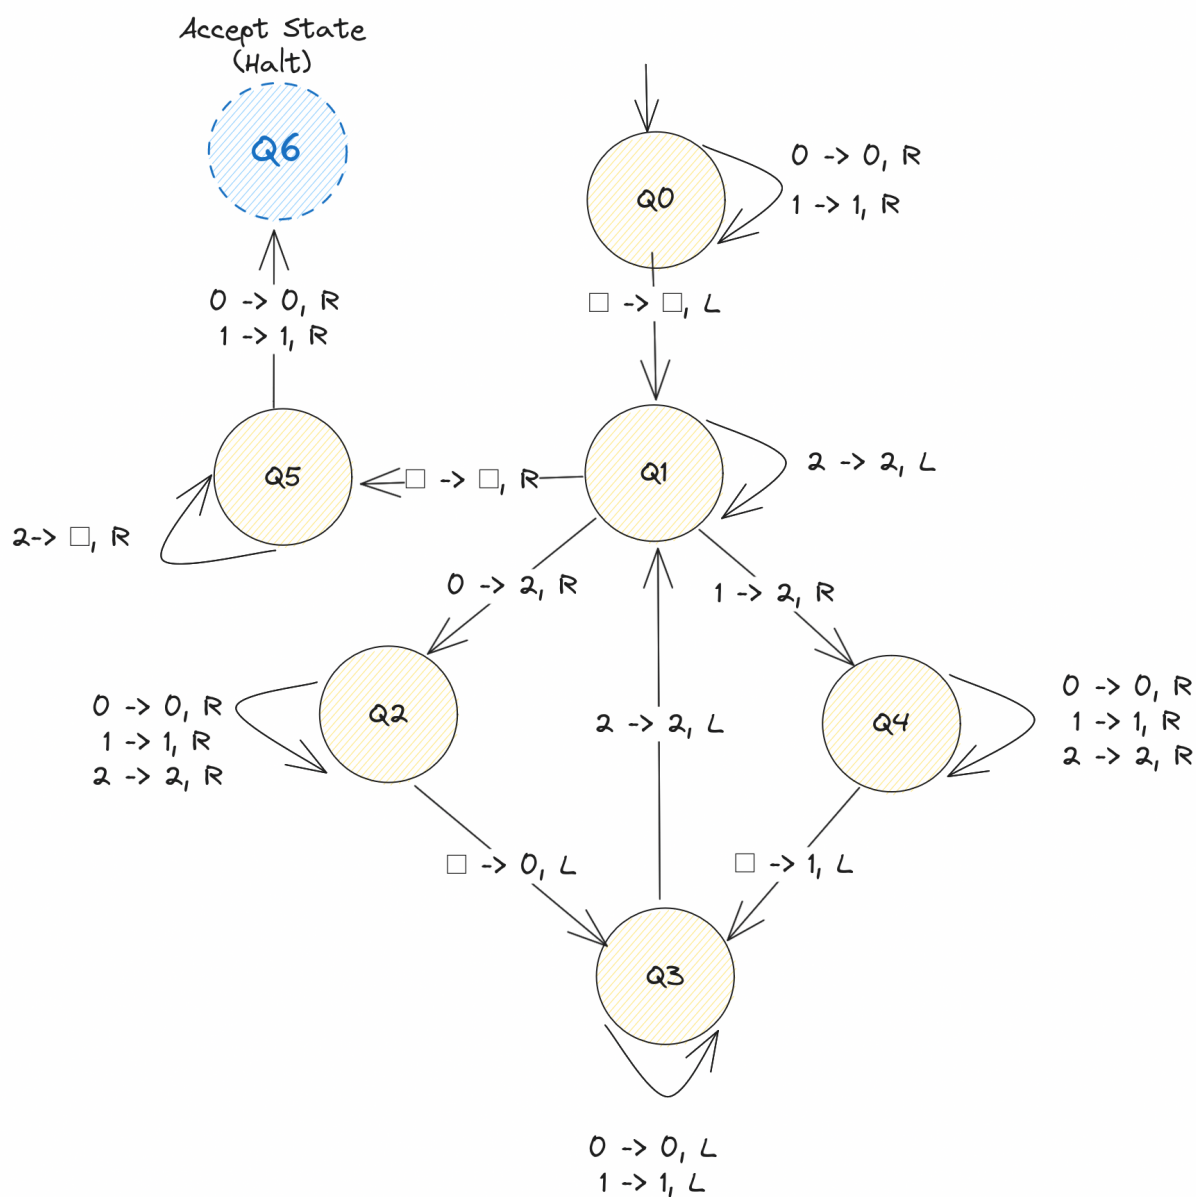 Accept State
(Halt)
Q6
0 -> 0, R
1 -> 1, R
Q0
□ -> □, L
0 -> 0, R
1 -> 1, R
Q5
□ -> □, R
Q1
2 -> 2, L
2-> □, R
0 -> 2, R
1 -> 2, R
0 -> 0, R
1 -> 1, R
2 -> 2, R
Q2
2 -> 2, L
Q4
0 -> 0, R
1 -> 1, R
2 -> 2, R
□ -> 0, L
□ -> 1, L
Q3
0 -> 0, L
1 -> 1, L